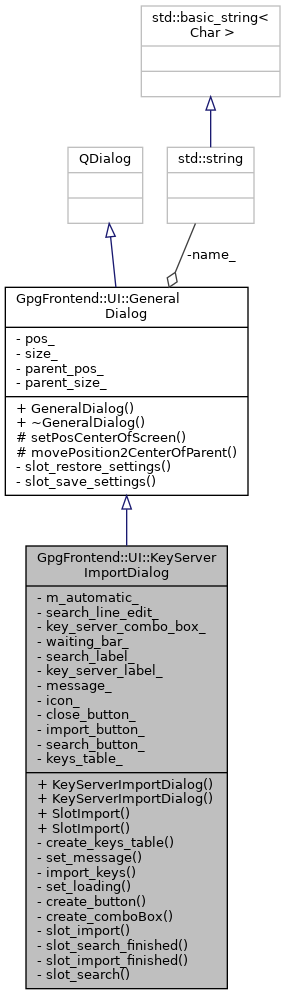 std::basic_string<
Char >
QDialog
std::string
-name_
GpgFrontend::UI::General
Dialog
- pos_
- size_
- parent_pos_
- parent_size_
+ GeneralDialog()
+ ~GeneralDialog()
# setPosCenterOfScreen()
# movePosition2CenterOfParent()
- slot_restore_settings()
- slot_save_settings()
GpgFrontend::UI::KeyServer
ImportDialog
- m_automatic_
- search_line_edit_
- key_server_combo_box_
- waiting_bar_
- search_label_
- key_server_label_
- message_
- icon_
- close_button_
- import_button_
- search_button_
- keys_table_
+ KeyServerImportDialog()
+ KeyServerImportDialog()
+ SlotImport()
+ SlotImport()
- create_keys_table()
- set_message()
- import_keys()
- set_loading()
- create_button()
- create_comboBox()
- slot_import()
- slot_search_finished()
- slot_import_finished()
- slot_search()